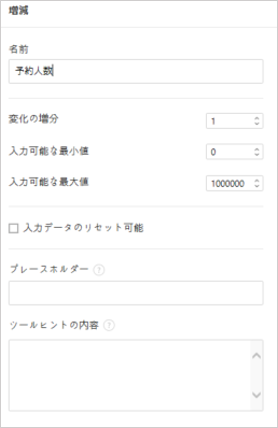 増減
名前
予約人数
変化の増分
1
入力可能な最小値
0
入力可能な最大値
1000000
入力データのリセット可能
プレースホルダー ?
ツールヒントの内容 ?